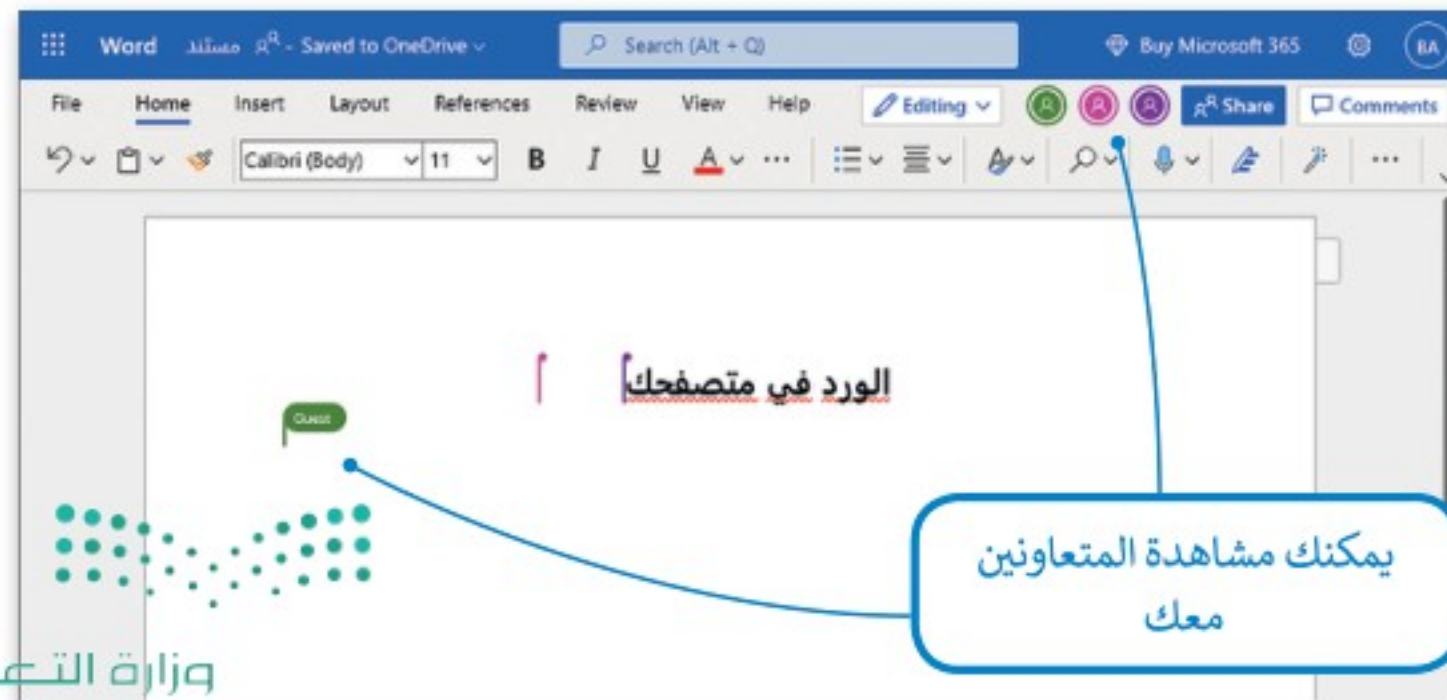 Word مستند - Saved to OneDrive Search (Alt + Q) Buy Microsoft 365 BA
File Home Insert Layout References Review View Help Editing Share Comments
Calibri (Body) 11 B I U A
الورد في متصفحك
Guest
يمكنك مشاهدة المتعاونين
معك
وزارة